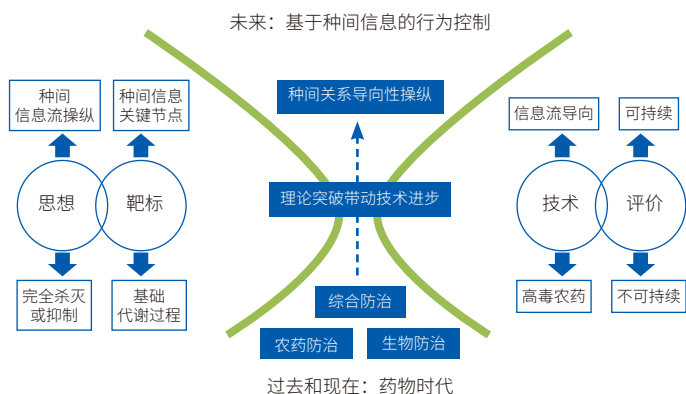 未来：基于种间信息的行为控制
种间
信息流操纵
种间信息
关键节点
种间关系导向性操纵
信息流导向
可持续
思想
靶标
理论突破带动技术进步
技术
评价
完全杀灭
或抑制
基础
代谢过程
综合防治
高毒农药
不可持续
农药防治
生物防治
过去和现在：药物时代